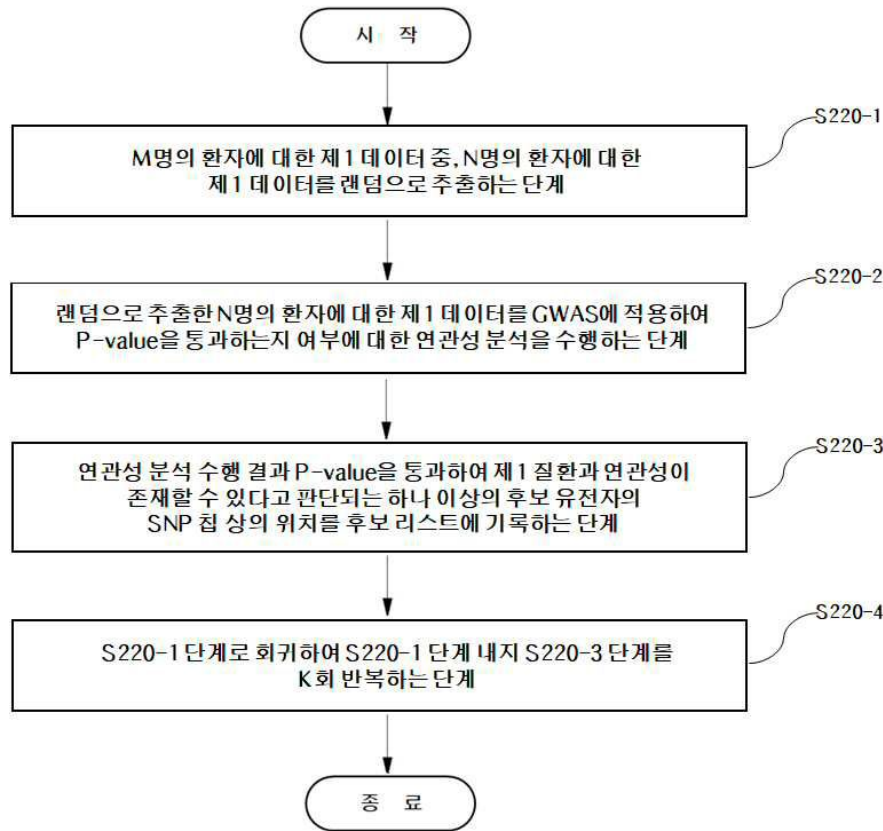 시 작
S220-1
M명의 환자에 대한 제1 데이터 중, N명의 환자에 대한
제1 데이터를 랜덤으로 추출하는 단계
S220-2
랜덤으로 추출한 N명의 환자에 대한 제1 데이터를 GWAS에 적용하여
P-value을 통과하는지 여부에 대한 연관성 분석을 수행하는 단계
S220-3
연관성 분석 수행 결과 P-value을 통과하여 제1 질환과 연관성이
존재할 수 있다고 판단되는 하나 이상의 후보 유전자의
SNP 칩 상의 위치를 후보 리스트에 기록하는 단계
S220-4
S220-1 단계로 회귀하여 S220-1 단계 내지 S220-3 단계를
K회 반복하는 단계
종 료